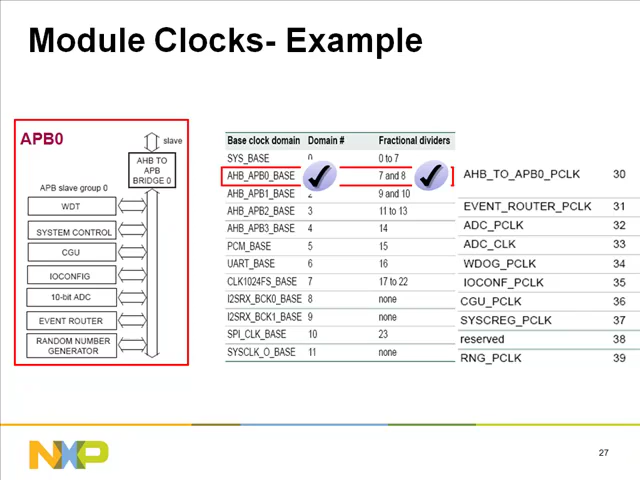 Module Clocks- Example
APB0
slave
AHB TO
APB
BRIDGE 0
APB slave group 0
WDT
SYSTEM CONTROL
CGU
IOCONFIG
10-bit ADC
EVENT ROUTER
RANDOM NUMBER
GENERATOR
Base clock domain Domain # Fractional dividers
SYS_BASE 0 0 to 7
AHB_APB0_BASE 7 and 8
AHB_APB1_BASE 2 9 and 10
AHB_APB2_BASE 3 11 to 13
AHB_APB3_BASE 4 14
PCM_BASE 5 15
UART_BASE 6 16
CLK1024FS_BASE 7 17 to 22
I2SRX_BCK0_BASE 8 none
I2SRX_BCK1_BASE 9 none
SPI_CLK_BASE 10 23
SYSCLK_O_BASE 11 none
AHB_TO_APB0_PCLK 30
EVENT_ROUTER_PCLK 31
ADC_PCLK 32
ADC_CLK 33
WDOG_PCLK 34
IOCONF_PCLK 35
CGU_PCLK 36
SYSCREG_PCLK 37
reserved 38
RNG_PCLK 39
NXP
27